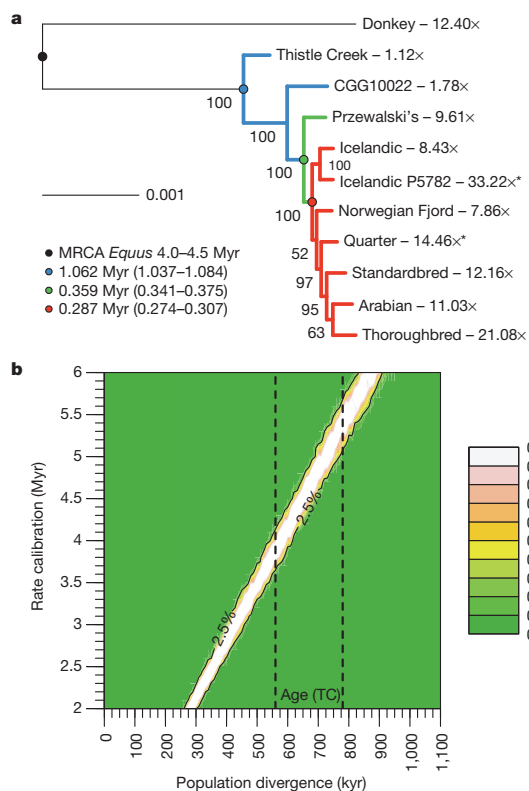 a
Donkey – 12.40×
Thistle Creek – 1.12×
CGG10022 – 1.78×
100
Przewalski's – 9.61×
100
Icelandic – 8.43×
100
0.001
Icelandic P5782 – 33.22×*
100
Norwegian Fjord – 7.86×
MRCA Equus 4.0–4.5 Myr
52
Quarter – 14.46×*
1.062 Myr (1.037–1.084)
97
Standardbred – 12.16×
0.359 Myr (0.341–0.375)
95
Arabian – 11.03×
0.287 Myr (0.274–0.307)
63
Thoroughbred – 21.08×
b
6
5.5
5
4.5
4
3.5
3
2.5
2
Rate calibration (Myr)
2.5%
2.5%
Age (TC)
0 100 200 300 400 500 600 700 800 900 1,000 1,100
Population divergence (kyr)